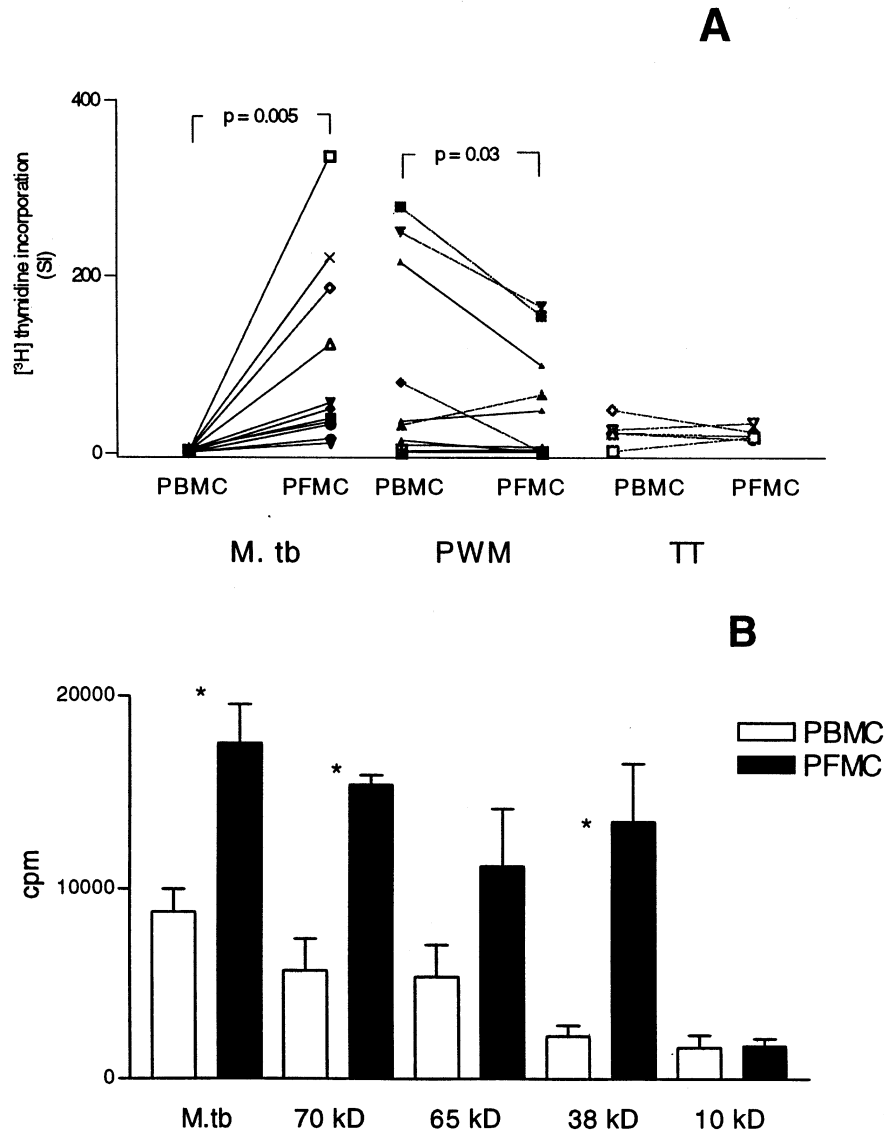 A
400
p = 0.005
p = 0.03
[³H] thymidine incorporation
(SI)
200
0
PBMC PFMC PBMC PFMC PBMC PFMC
M. tb PWM TT
B
20000
*
PBMC
PFMC
*
*
cpm
10000
0
M.tb 70 kD 65 kD 38 kD 10 kD